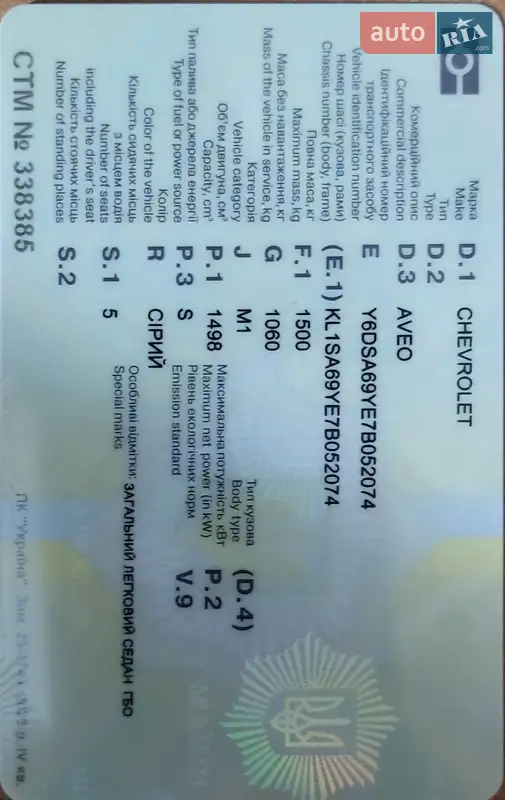 auto RIA .com
Марка
Make D.1 CHEVROLET
Тип
Type D.2
Комерційний опис
Commercial description D.3 AVEO
Ідентифікаційний номер
транспортного засобу
Vehicle identification number E Y6DSA69YE7B052074
Номер шасі (кузова, рами)
Chassis number (body, frame) (E.1) KL1SA69YE7B052074
Повна маса, кг
Maximum mass, kg F.1 1500
Маса без навантаження, кг
Mass of the vehicle in service, kg G 1060
Категорія Тип кузова
Vehicle category J M1 Body type (D.4)
Об'єм двигуна, см³ Максимальна потужність кВт
Capacity, cm³ P.1 1498 Maximum net power (in kW) P.2
Тип палива або джерела енергії Рівень екологічних норм
Type of fuel or power source P.3 S Emission standard V.9
Колір
Color of the vehicle R СІРИЙ
Кількість сидячих місць
з місцем водія
Number of seats
including the driver's seat S.1 5
Особливі відмітки: ЗАГАЛЬНИЙ ЛЕГКОВИЙ СЕДАН ГБО
Special marks
Кількість стоячих місць
Number of standing places S.2
СТМ № 338385
ПК "Україна" Зам. IV кв.